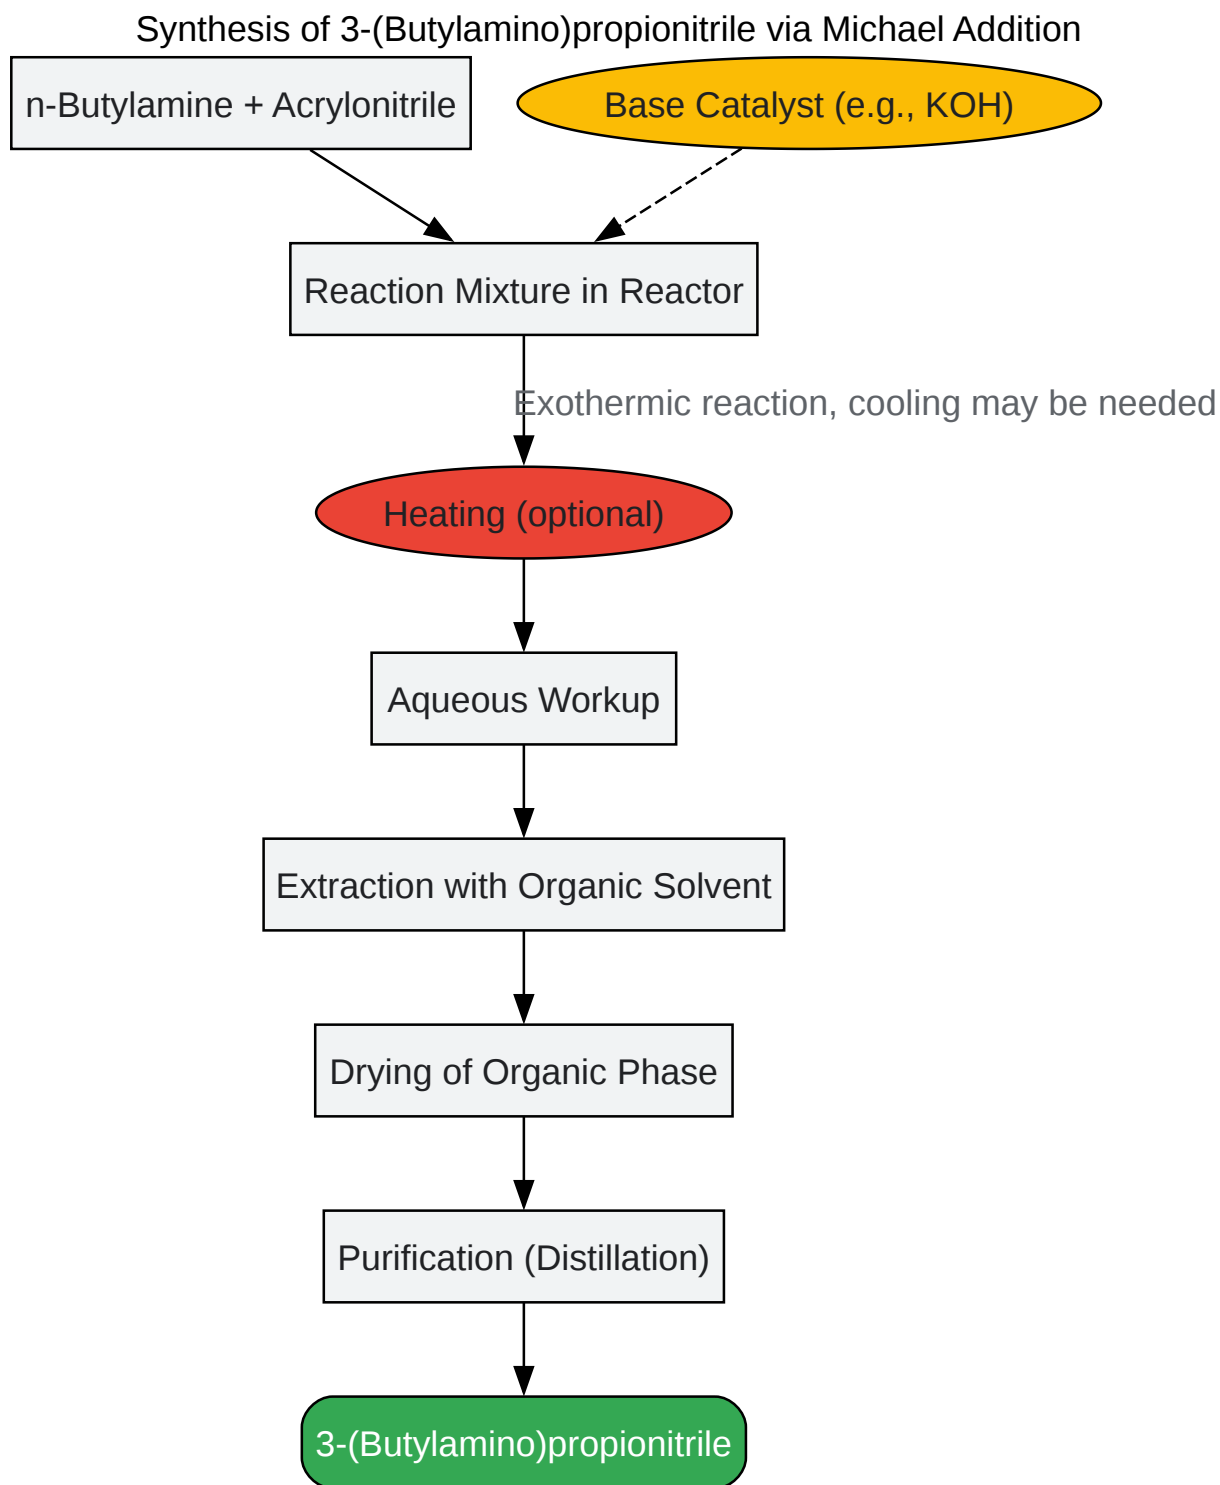 Synthesis of 3-(Butylamino)propionitrile via Michael Addition
n-Butylamine + Acrylonitrile
Base Catalyst (e.g., KOH)
Reaction Mixture in Reactor
Exothermic reaction, cooling may be needed
Heating (optional)
Aqueous Workup
Extraction with Organic Solvent
Drying of Organic Phase
Purification (Distillation)
3-(Butylamino)propionitrile